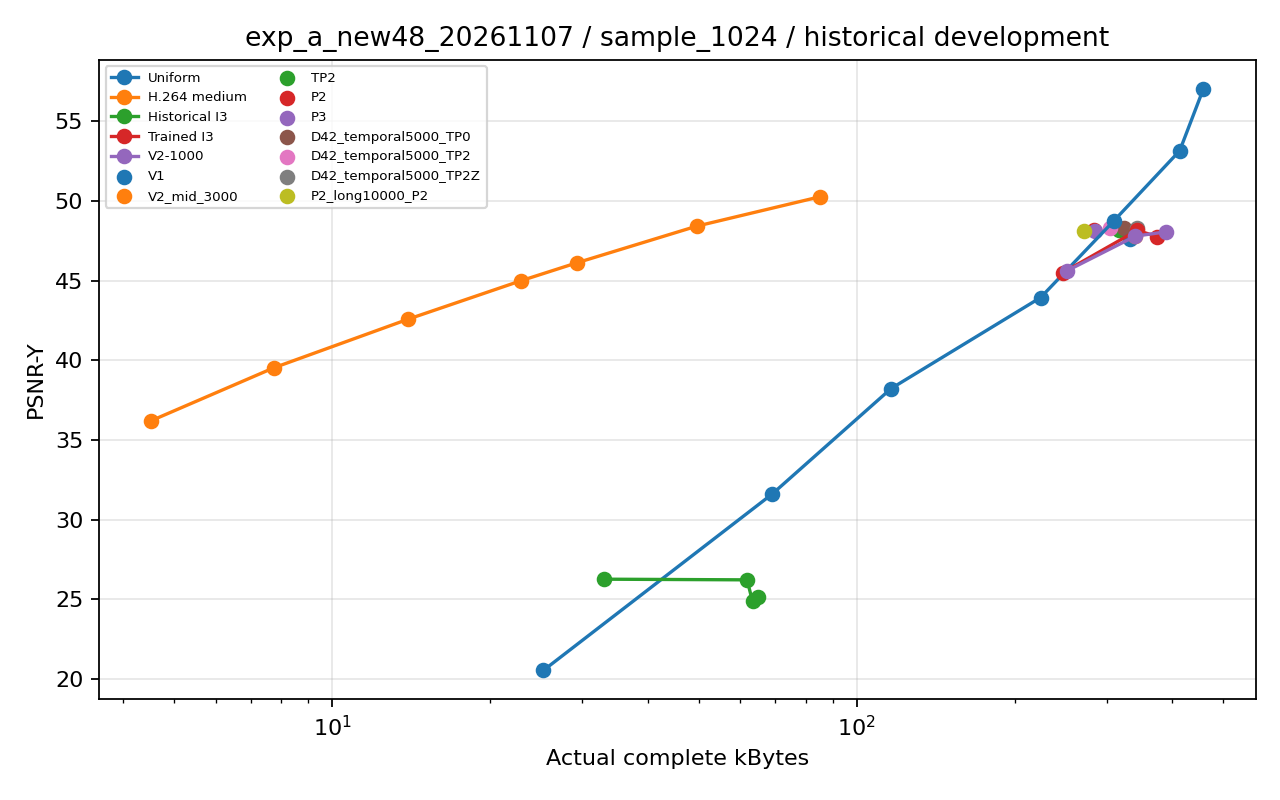 exp_a_new48_20261107 / sample_1024 / historical development
Uniform
H.264 medium
Historical I3
Trained I3
V2-1000
V1
V2_mid_3000
TP2
P2
P3
D42_temporal5000_TP0
D42_temporal5000_TP2
D42_temporal5000_TP2Z
P2_long10000_P2
PSNR-Y
55
50
45
40
35
30
25
20
10¹
10²
Actual complete kBytes